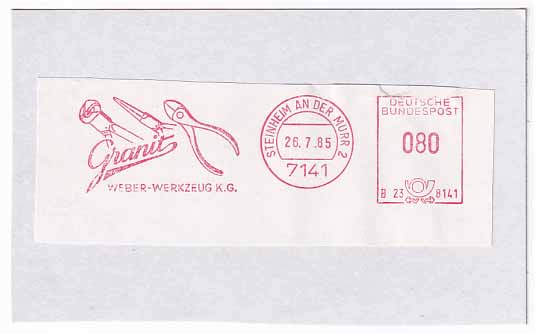 Granit
WEBER-WERKZEUG K.G.
STEINHEIM AN DER MURR 2
26.7.85
7141
DEUTSCHE
BUNDESPOST
080
B 23 8141